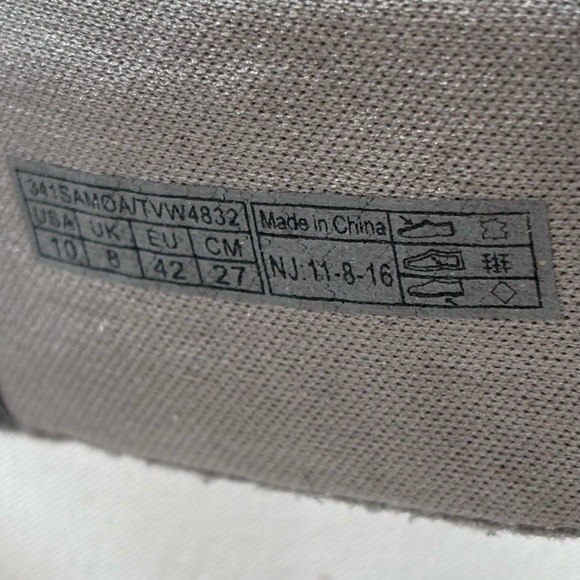 341SAMOA/TVW4832
USA UK EU CM
10 8 42 27
Made in China
NJ:11-8-16